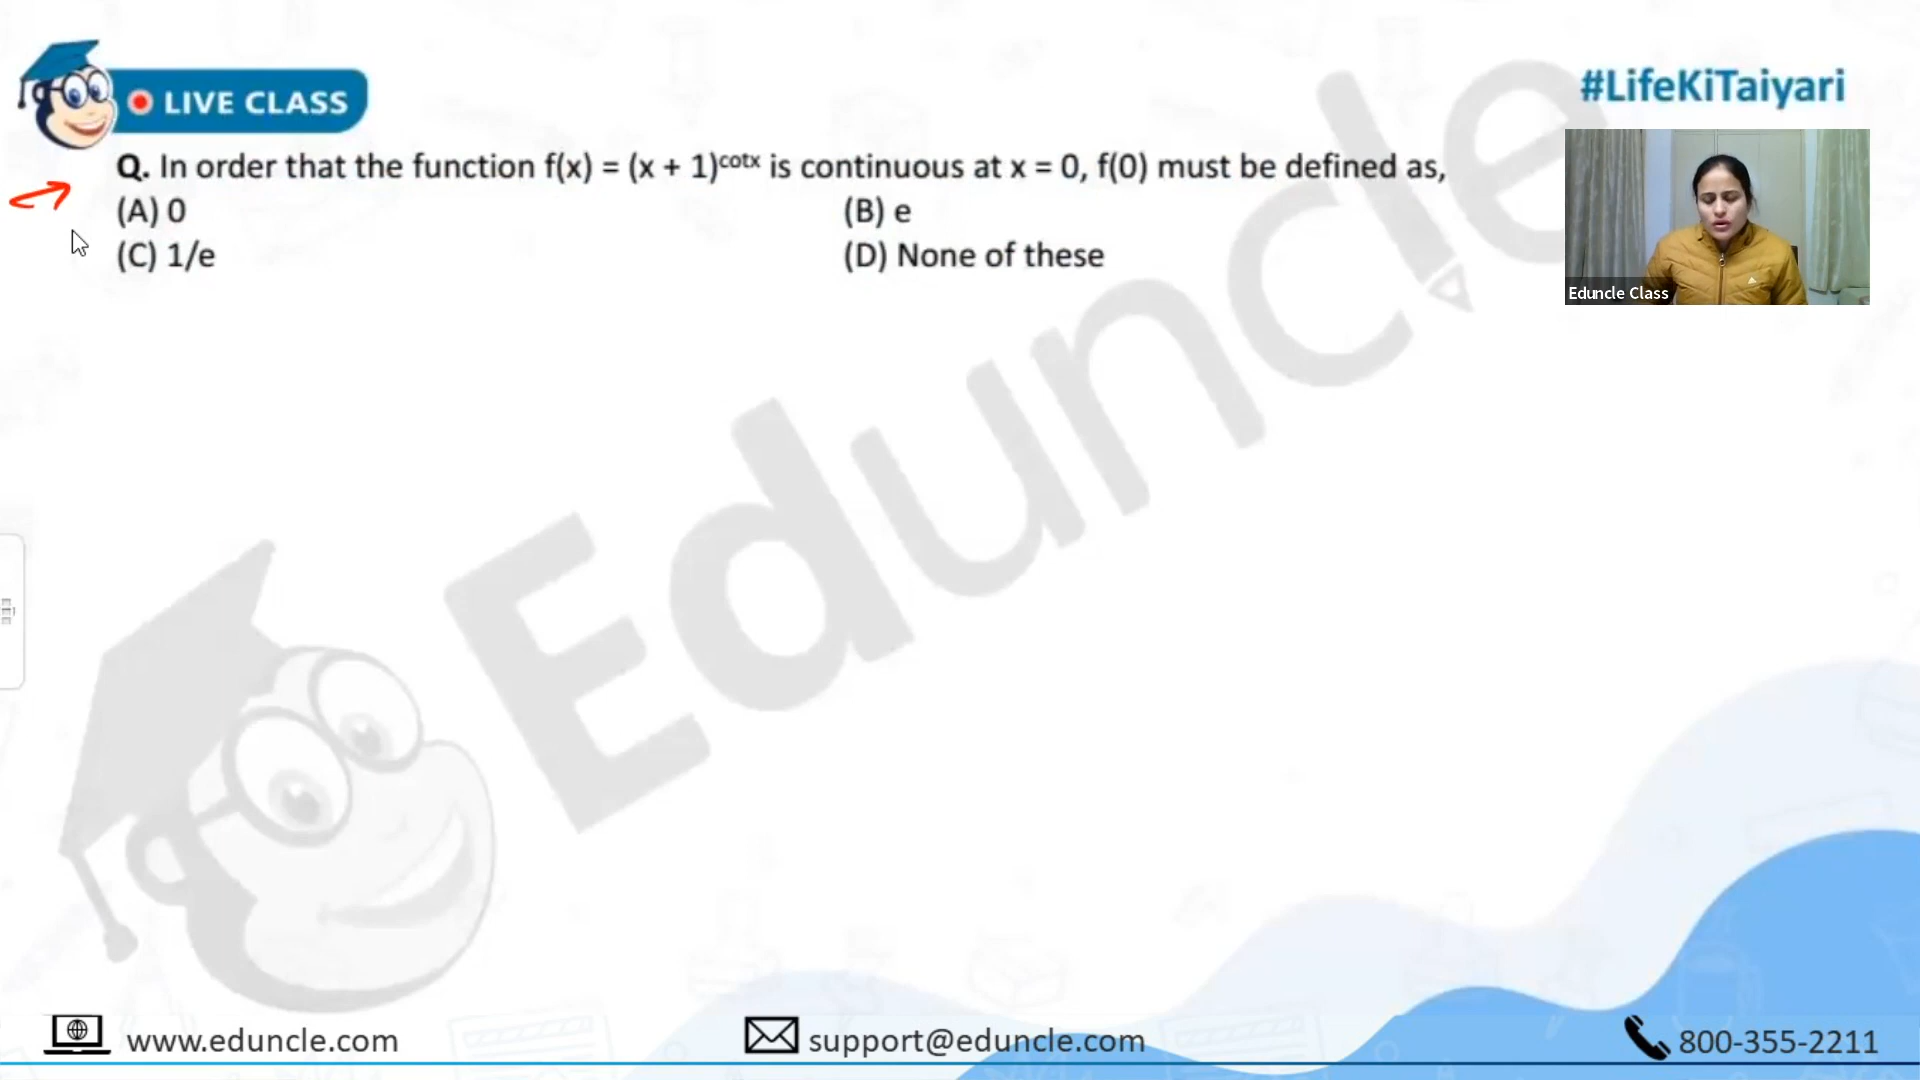 LIVE CLASS
#LifeKiTaiyari
Q. In order that the function f(x) = (x + 1)^cotx is continuous at x = 0, f(0) must be defined as,
(A) 0 (B) e
(C) 1/e (D) None of these
Eduncle Class
Eduncle
www.eduncle.com support@eduncle.com 800-355-2211